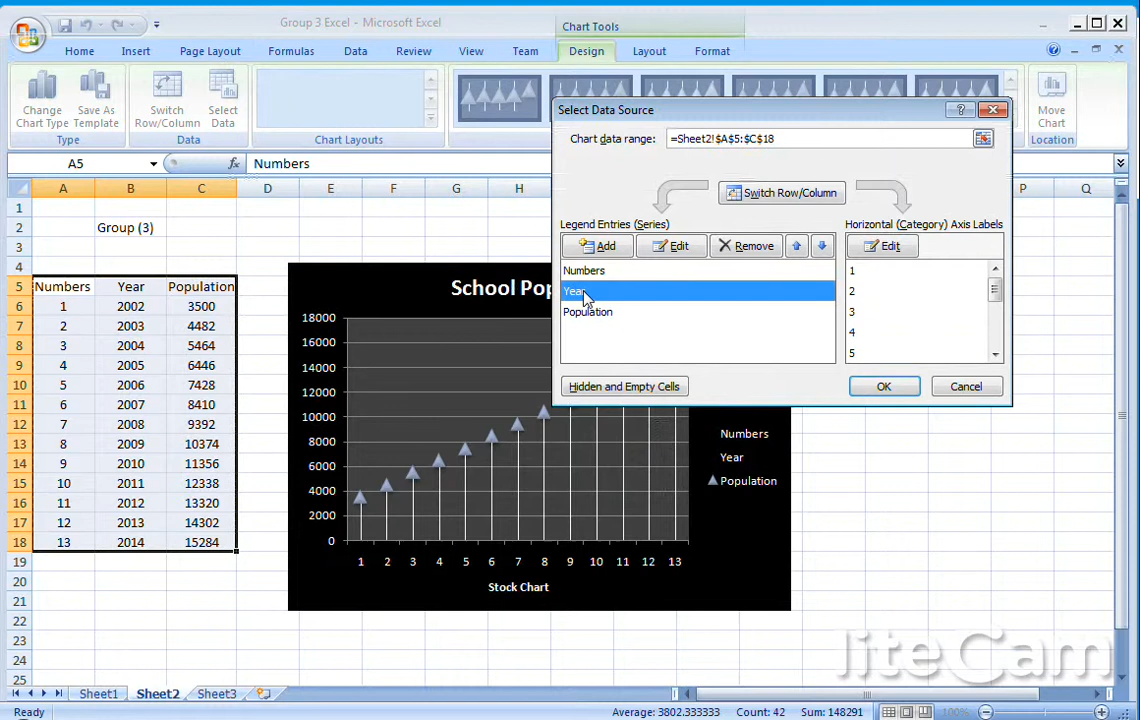 Group 3 Excel - Microsoft Excel
Chart Tools
Home Insert Page Layout Formulas Data Review View Team Design Layout Format
Change Chart Type
Save As Template
Switch Row/Column
Select Data
Move Chart
Type Data Chart Layouts Location
A5 fx Numbers
A B C D E F G H P Q
1
2 Group (3)
3
4
5 Numbers Year Population
6 1 2002 3500
7 2 2003 4482
8 3 2004 5464
9 4 2005 6446
10 5 2006 7428
11 6 2007 8410
12 7 2008 9392
13 8 2009 10374
14 9 2010 11356
15 10 2011 12338
16 11 2012 13320
17 12 2013 14302
18 13 2014 15284
19
20
21
22
23
24
25
School Pop
18000
16000
14000
12000
10000
8000
6000
4000
2000
0
1 2 3 4 5 6 7 8 9 10 11 12 13
Stock Chart
Numbers
Year
Population
Select Data Source
?
Chart data range: =Sheet2!$A$5:$C$18
Switch Row/Column
Legend Entries (Series)
Add Edit Remove
Numbers
Year
Population
Horizontal (Category) Axis Labels
Edit
1
2
3
4
5
Hidden and Empty Cells OK Cancel
Sheet1 Sheet2 Sheet3
Ready Average: 3802.333333 Count: 42 Sum: 148291 100%
liteCam